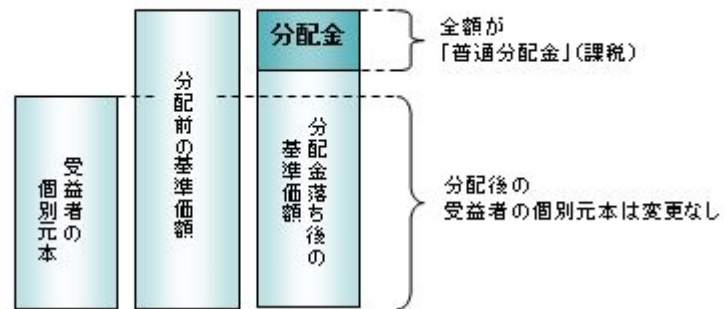 受益者の
個別元本
分配前の基準価額
分配金
分配金落ち後の
基準価額
全額が
｢普通分配金｣(課税)
分配後の
受益者の個別元本は変更なし